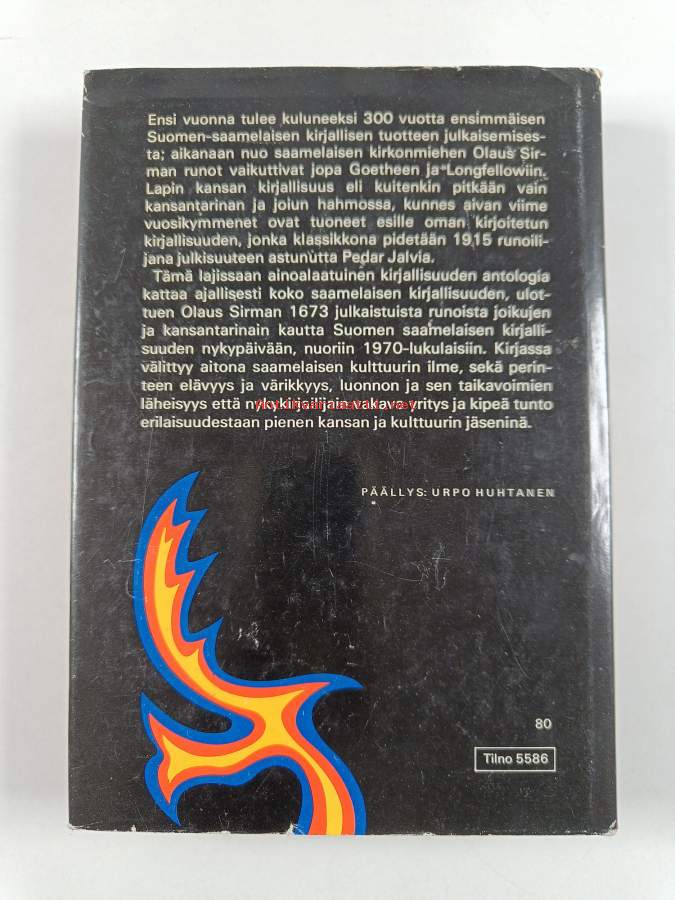 Ensi vuonna tulee kuluneeksi 300 vuotta ensimmäisen
Suomen-saamelaisen kirjallisen tuotteen julkaisemises-
ta; aikanaan nuo saamelaisen kirkonmiehen Olaus Sir-
man runot vaikuttivat jopa Goetheen ja Longfellowiin.
Lapin kansan kirjallisuus eli kuitenkin pitkään vain
kansantarinan ja joiun hahmossa, kunnes aivan viime
vuosikymmenet ovat tuoneet esille oman kirjoitetun
kirjallisuuden, jonka klassikkona pidetään 1915 runoili-
jana julkisuuteen astunutta Pedar Jalvia.
Tämä lajissaan ainoalaatuinen kirjallisuuden antologia
kattaa ajallisesti koko saamelaisen kirjallisuuden, ulot-
tuen Olaus Sirman 1673 julkaistuista runoista joikujen
ja kansantarinain kautta Suomen saamelaisen kirjalli-
suuden nykypäivään, nuoriin 1970-lukulaisiin. Kirjassa
välittyy aitona saamelaisen kulttuurin ilme, sekä perin-
teen elävyys ja värikkyys, luonnon ja sen taikavoimien
läheisyys että nykykirjailijain vakava yritys ja kipeä tunto
erilaisuudestaan pienen kansan ja kulttuurin jäseninä.
PÄÄLLYS: URPO HUHTANEN
80
Tilno 5586